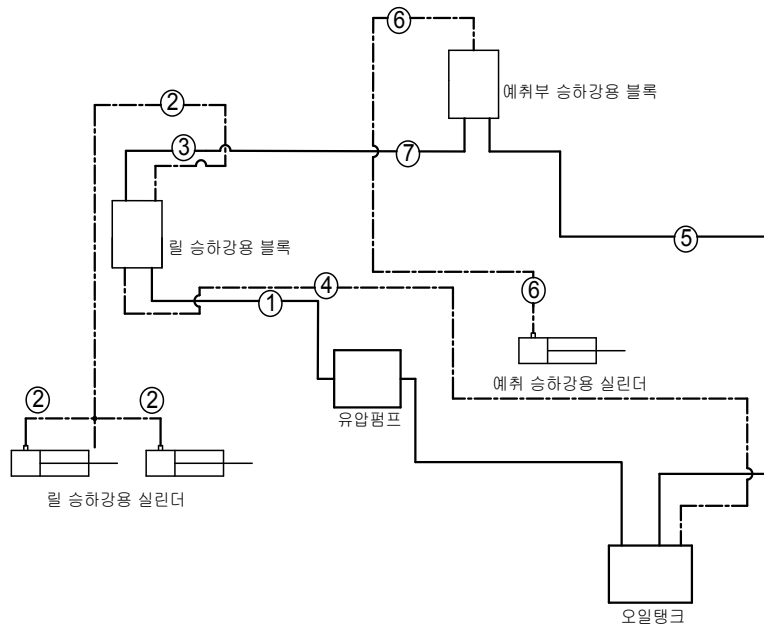 ⑥
예취부 승하강용 블록
②
③
⑦
⑤
릴 승하강용 블록
④
①
⑥
예취 승하강용 실린더
유압펌프
② ②
릴 승하강용 실린더
오일탱크